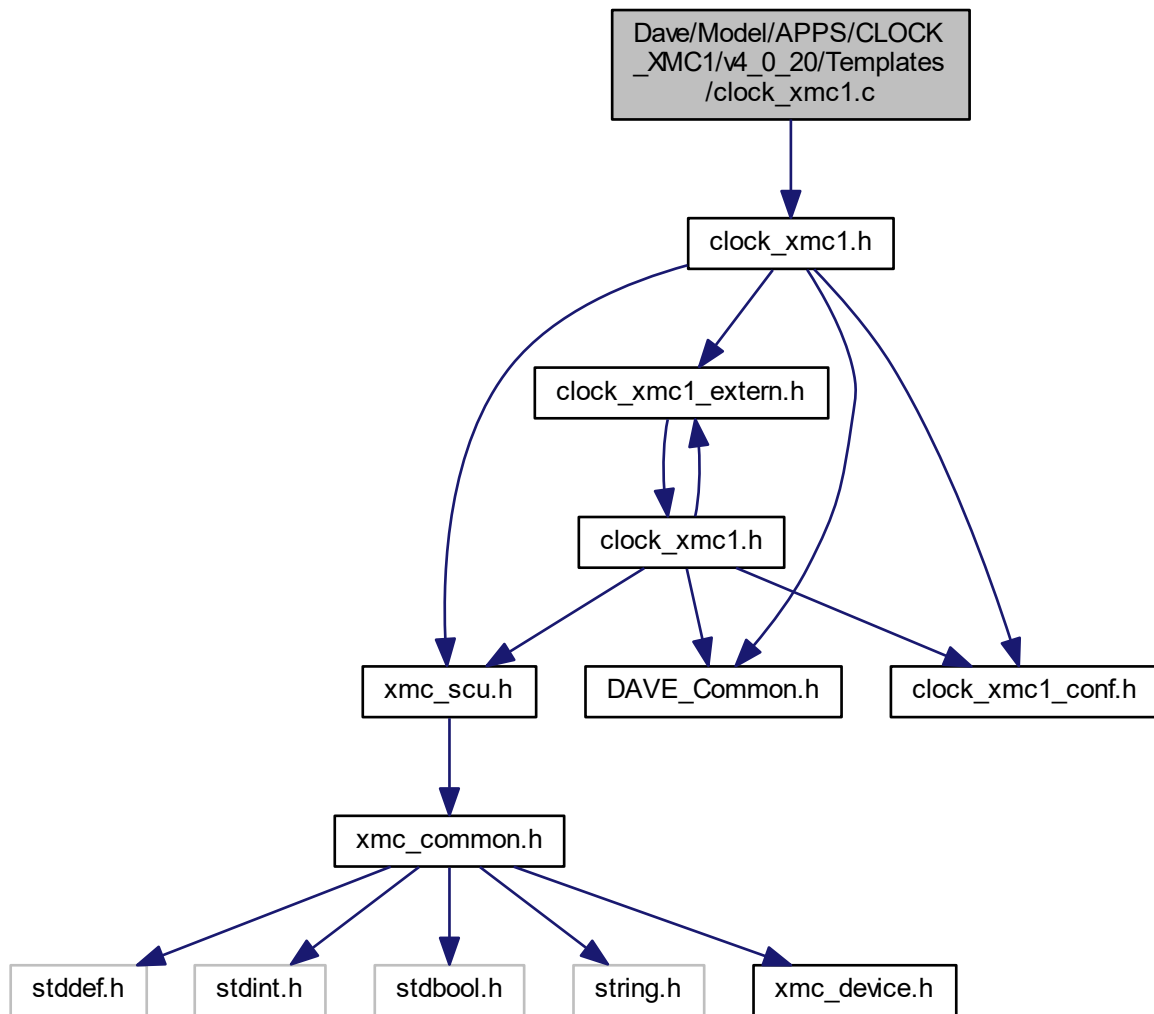 Dave/Model/APPS/CLOCK
_XMC1/v4_0_20/Templates
/clock_xmc1.c
clock_xmc1.h
clock_xmc1_extern.h
clock_xmc1.h
xmc_scu.h
DAVE_Common.h
clock_xmc1_conf.h
xmc_common.h
stddef.h
stdint.h
stdbool.h
string.h
xmc_device.h